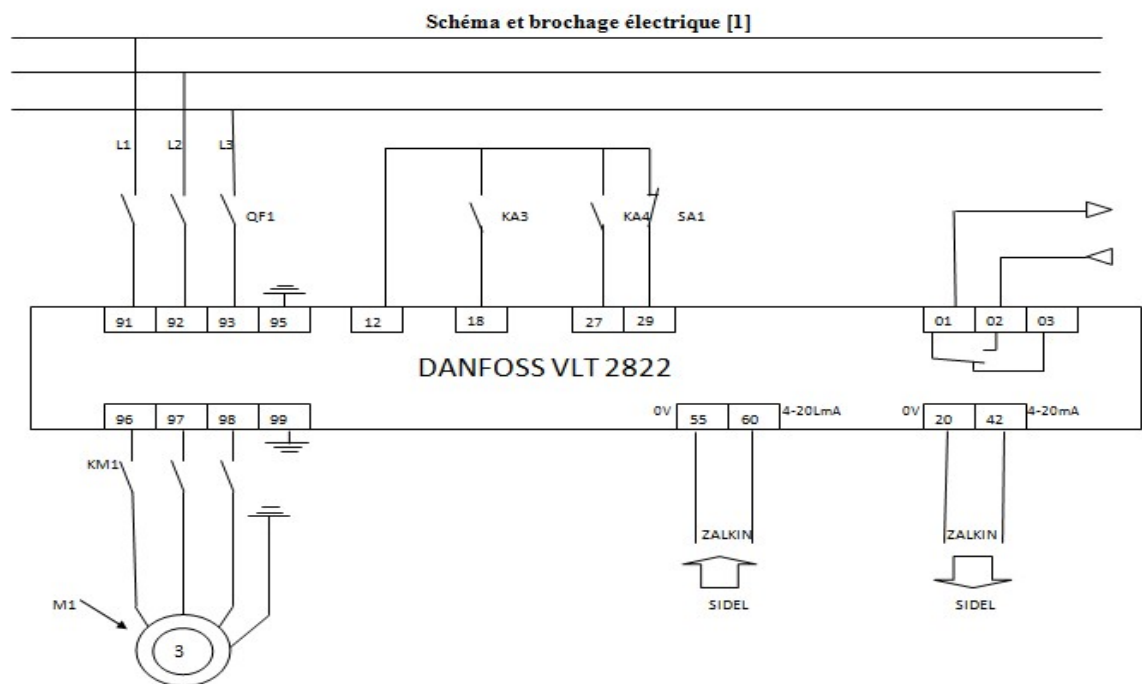 Schéma et brochage électrique [1]
L1 L2 L3
QF1 KA3 KA4 SA1
91 92 93 95 12 18 27 29 01 02 03
DANFOSS VLT 2822
96 97 98 99 0V 55 60 4-20LmA 0V 20 42 4-20mA
KM1
ZALKIN ZALKIN
M1 SIDEL SIDEL
3